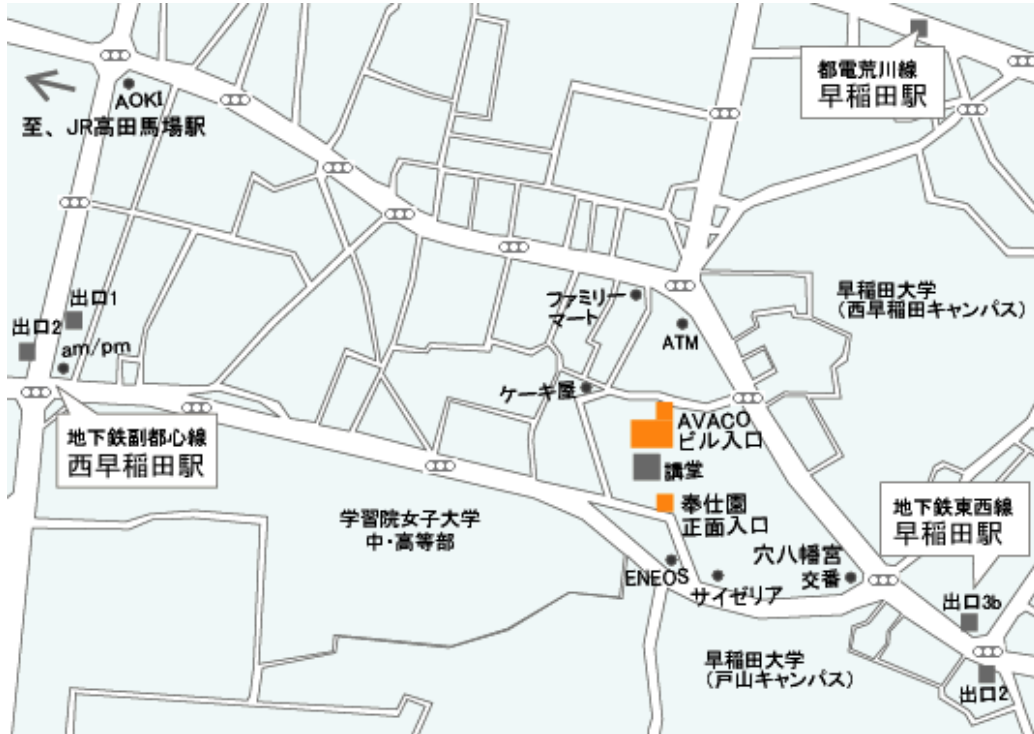 都電荒川線
早稲田駅
AOKI
至、JR高田馬場駅
出口1
出口2
am/pm
ファミリー
マート
ATM
早稲田大学
(西早稲田キャンパス)
ケーキ屋
AVACO
ビル入口
地下鉄副都心線
西早稲田駅
講堂
奉仕園
正面入口
学習院女子大学
中・高等部
地下鉄東西線
早稲田駅
ENEOS
サイゼリア
穴八幡宮
交番
出口3b
早稲田大学
(戸山キャンパス)
出口2